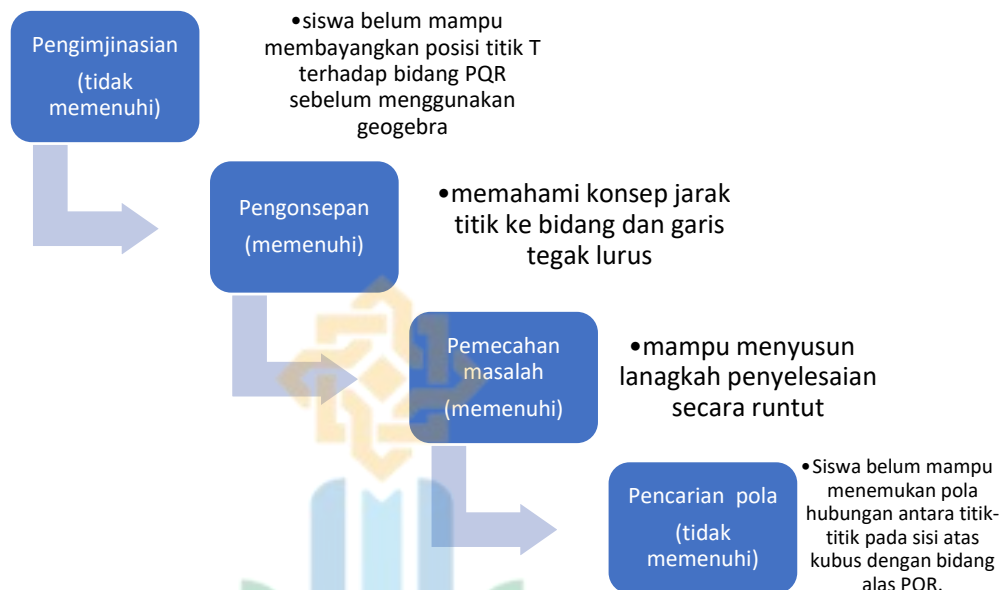 Pengimjinasian
(tidak
memenuhi)
•siswa belum mampu
membayangkan posisi titik T
terhadap bidang PQR
sebelum menggunakan
geogebra
Pengonsepan
(memenuhi)
•memahami konsep jarak
titik ke bidang dan garis
tegak lurus
Pemecahan
masalah
(memenuhi)
•mampu menyusun
lanagkah penyelesaian
secara runtut
Pencarian pola
(tidak
memenuhi)
•Siswa belum mampu
menemukan pola
hubungan antara titik-
titik pada sisi atas
kubus dengan bidang
alas PQR.